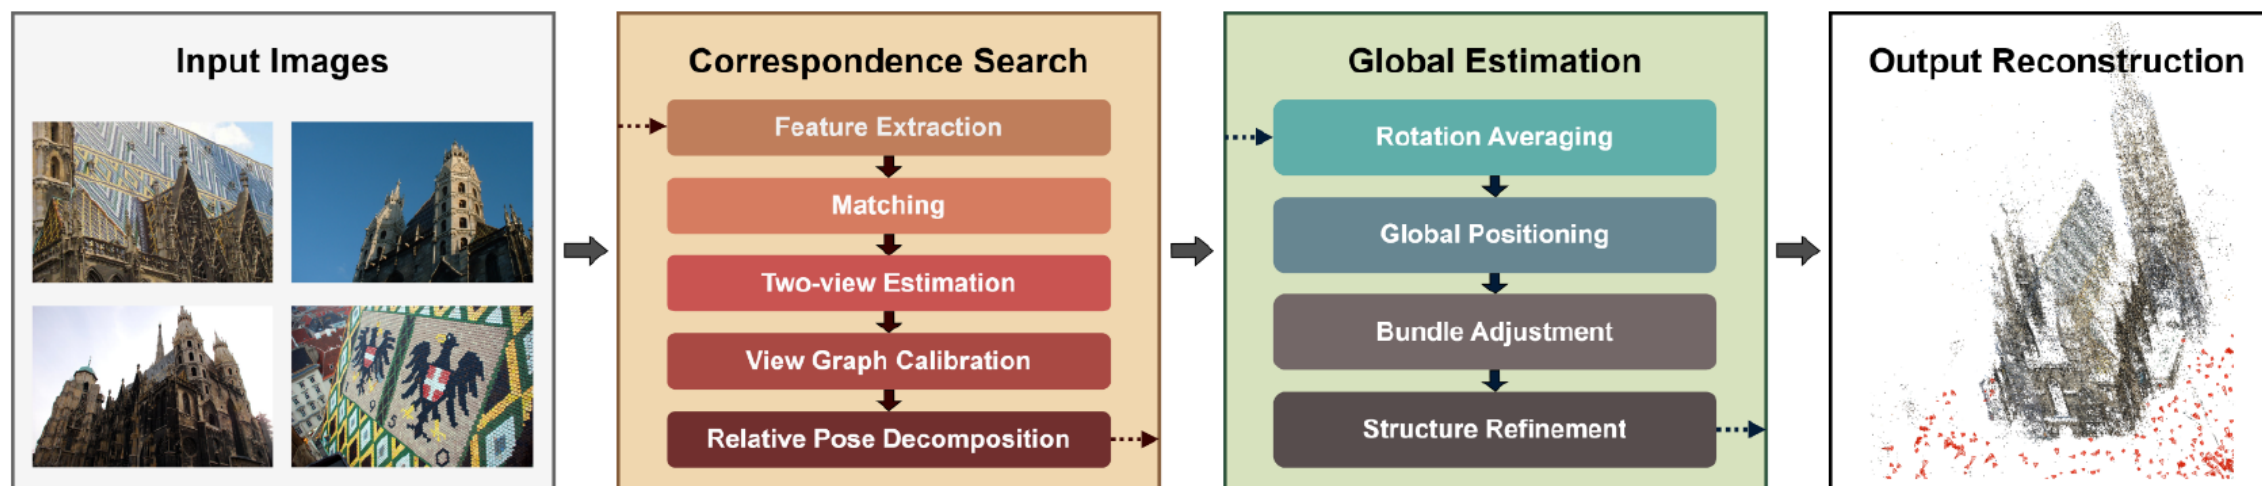 Input Images
Correspondence Search
Feature Extraction
Matching
Two-view Estimation
View Graph Calibration
Relative Pose Decomposition
Global Estimation
Rotation Averaging
Global Positioning
Bundle Adjustment
Structure Refinement
Output Reconstruction